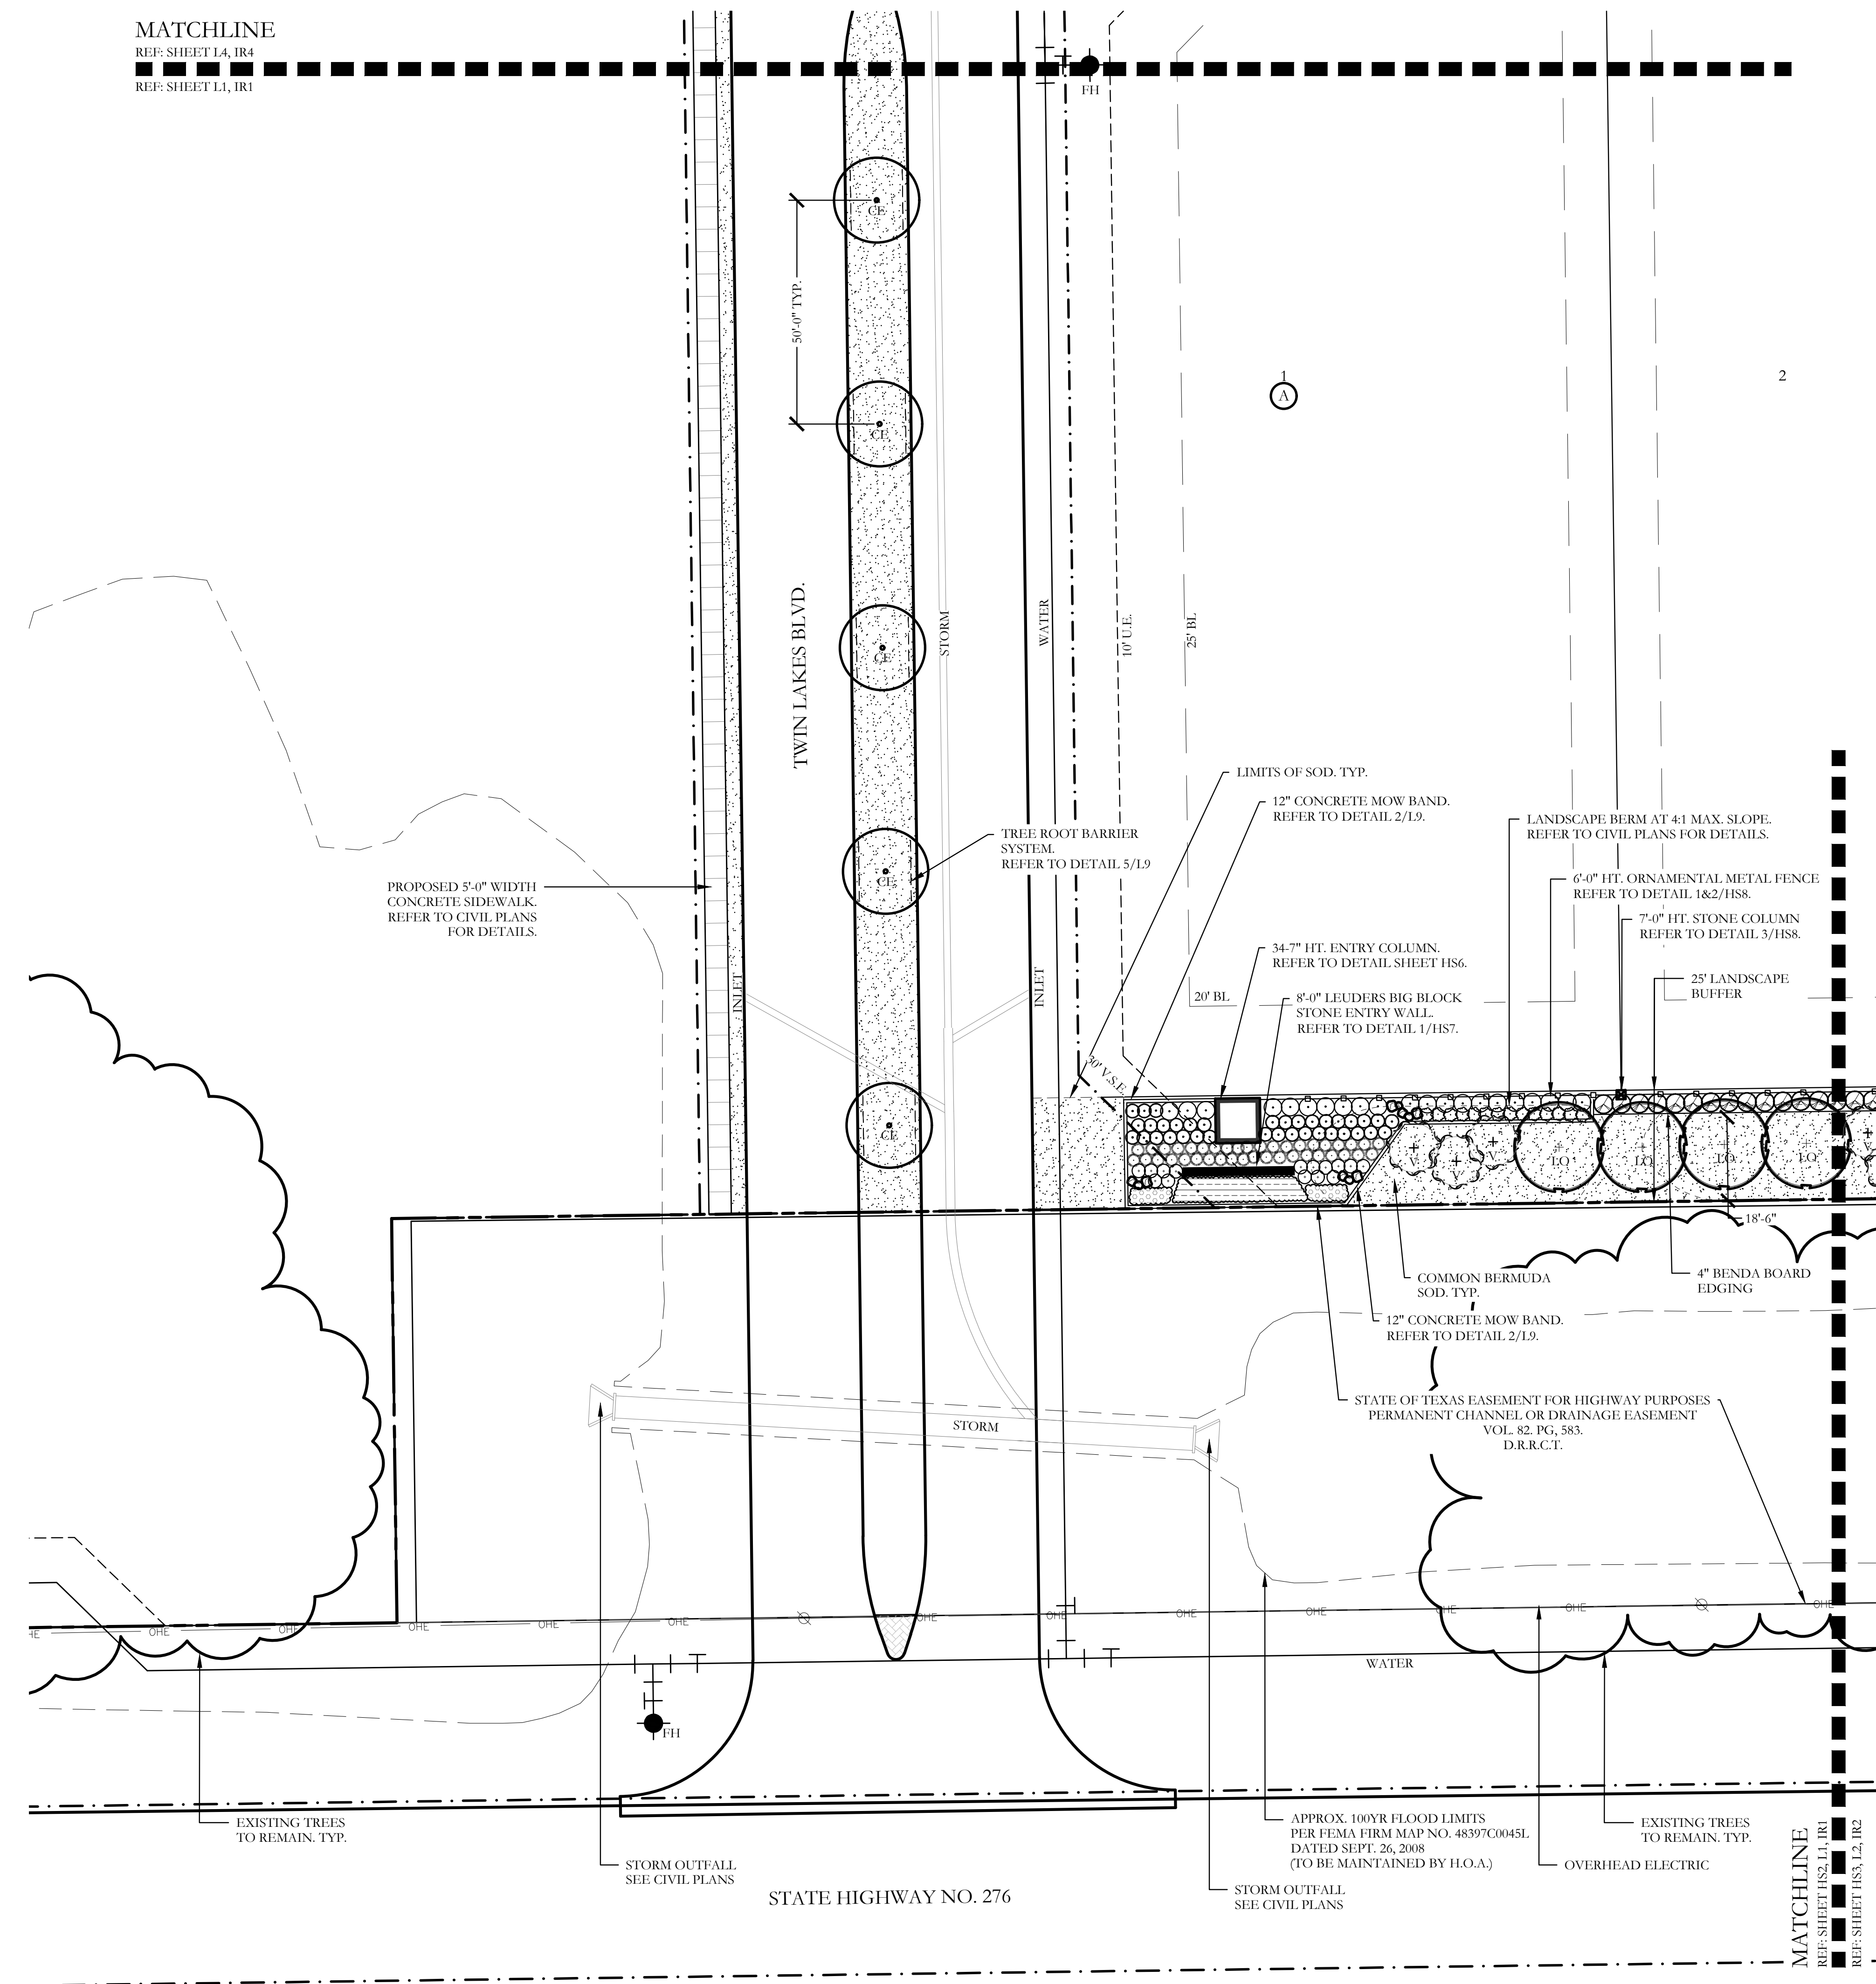 MATCHLINE
REF: SHEET L4, IR4
REF: SHEET L1, IR1
FH
CE
50'-0" TYP.
1
A
2
CE
TWIN LAKES BLVD.
STORM
WATER
10' U.E.
25' BL
CE
LIMITS OF SOD. TYP.
12" CONCRETE MOW BAND.
REFER TO DETAIL 2/L9.
LANDSCAPE BERM AT 4:1 MAX. SLOPE.
REFER TO CIVIL PLANS FOR DETAILS.
TREE ROOT BARRIER
SYSTEM.
REFER TO DETAIL 5/L9
CE
PROPOSED 5'-0" WIDTH
CONCRETE SIDEWALK.
REFER TO CIVIL PLANS
FOR DETAILS.
6'-0" HT. ORNAMENTAL METAL FENCE
REFER TO DETAIL 1&2/HS8.
7'-0" HT. STONE COLUMN
REFER TO DETAIL 3/HS8.
34-7" HT. ENTRY COLUMN.
REFER TO DETAIL SHEET HS6.
25' LANDSCAPE
BUFFER
INLET
INLET
20' BL
8'-0" LEUDERS BIG BLOCK
STONE ENTRY WALL.
REFER TO DETAIL 1/HS7.
30' V.S.E.
CE
V
V
V
LO
LO
LO
LO
V
18'-6"
COMMON BERMUDA
SOD. TYP.
4" BENDA BOARD
EDGING
12" CONCRETE MOW BAND.
REFER TO DETAIL 2/L9.
STATE OF TEXAS EASEMENT FOR HIGHWAY PURPOSES
PERMANENT CHANNEL OR DRAINAGE EASEMENT
VOL. 82. PG, 583.
D.R.R.C.T.
STORM
OHE
OHE
OHE
OHE
OHE
OHE
OHE
OHE
OHE
OHE
OHE
OHE
OHE
OHE
WATER
FH
EXISTING TREES
TO REMAIN. TYP.
STORM OUTFALL
SEE CIVIL PLANS
APPROX. 100YR FLOOD LIMITS
PER FEMA FIRM MAP NO. 48397C0045L
DATED SEPT. 26, 2008
(TO BE MAINTAINED BY H.O.A.)
EXISTING TREES
TO REMAIN. TYP.
OVERHEAD ELECTRIC
STORM OUTFALL
SEE CIVIL PLANS
STATE HIGHWAY NO. 276
MATCHLINE
REF: SHEET HS2, L1, IR1
REF: SHEET HS3, L2, IR2